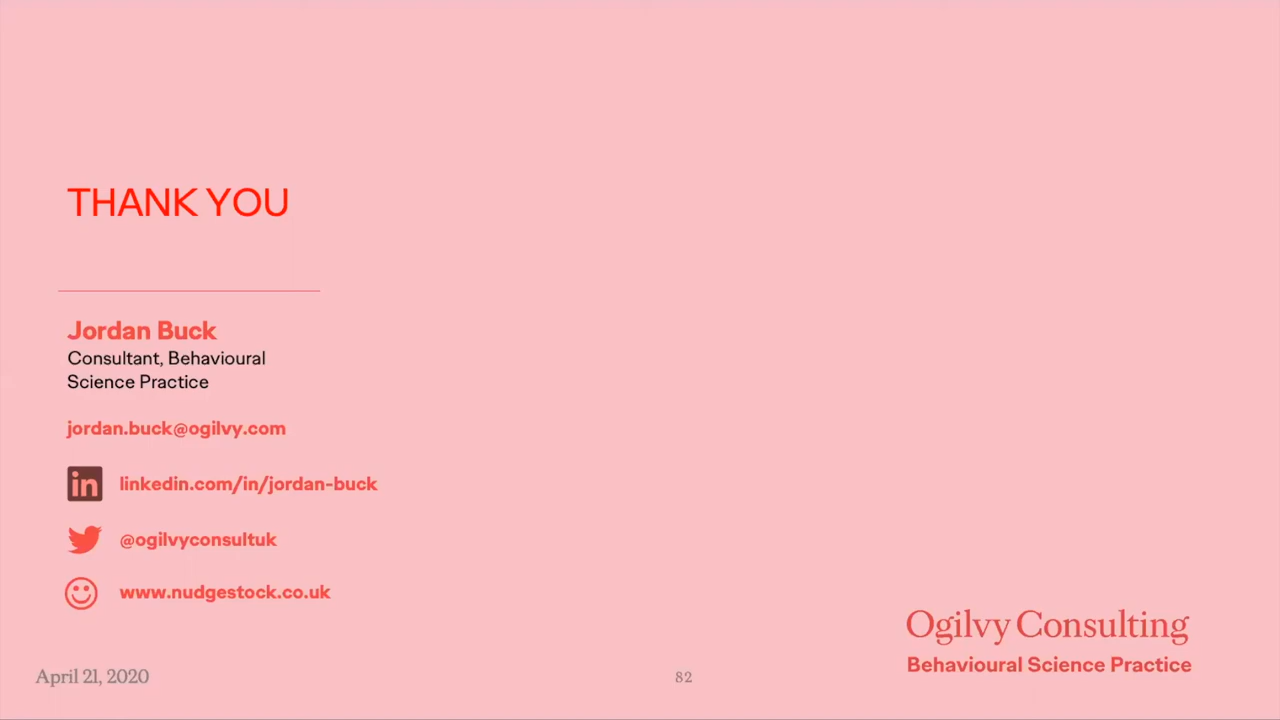 THANK YOU
Jordan Buck
Consultant, Behavioural
Science Practice
jordan.buck@ogilvy.com
in linkedin.com/in/jordan-buck
@ogilvyconsultuk
www.nudgestock.co.uk
Ogilvy Consulting
Behavioural Science Practice
April 21, 2020
82